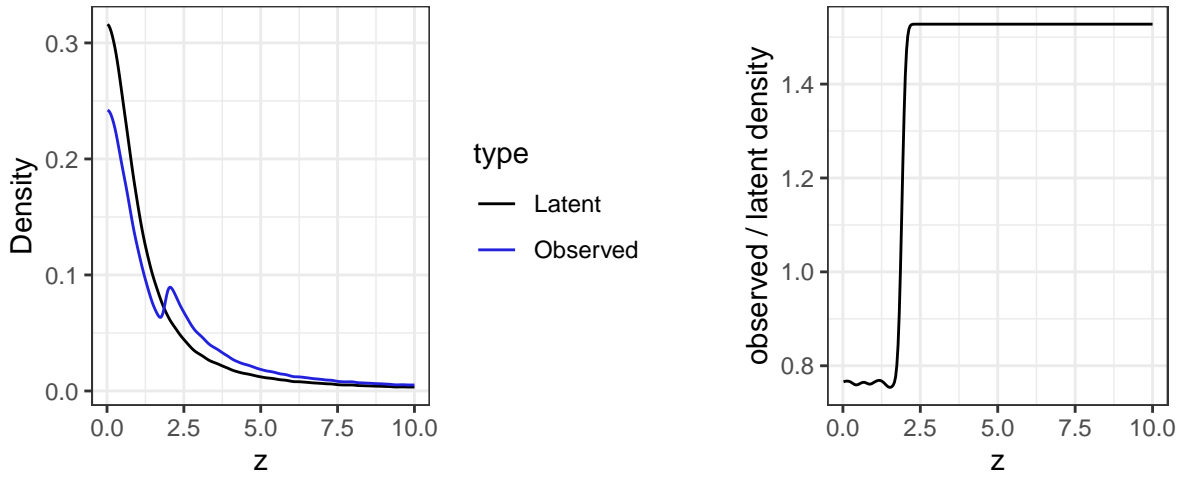 Density
0.3
0.2
0.1
0.0
0.0 2.5 5.0 7.5 10.0
z
type
Latent
Observed
observed / latent density
1.4
1.2
1.0
0.8
0.0 2.5 5.0 7.5 10.0
z